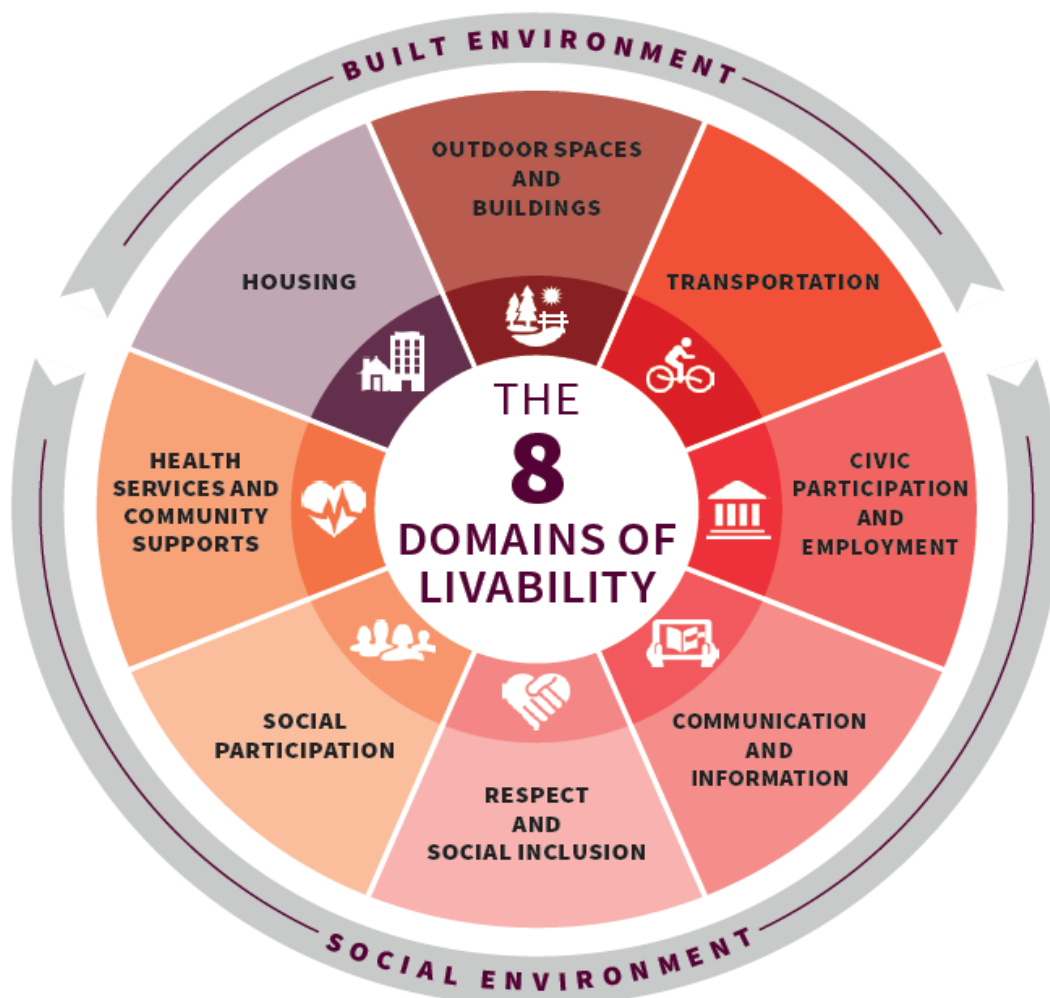 BUILT ENVIRONMENT
OUTDOOR SPACES
AND
BUILDINGS
HOUSING
TRANSPORTATION
THE
8
DOMAINS OF
LIVABILITY
HEALTH
SERVICES AND
COMMUNITY
SUPPORTS
CIVIC
PARTICIPATION
AND
EMPLOYMENT
SOCIAL
PARTICIPATION
COMMUNICATION
AND
INFORMATION
RESPECT
AND
SOCIAL INCLUSION
SOCIAL ENVIRONMENT